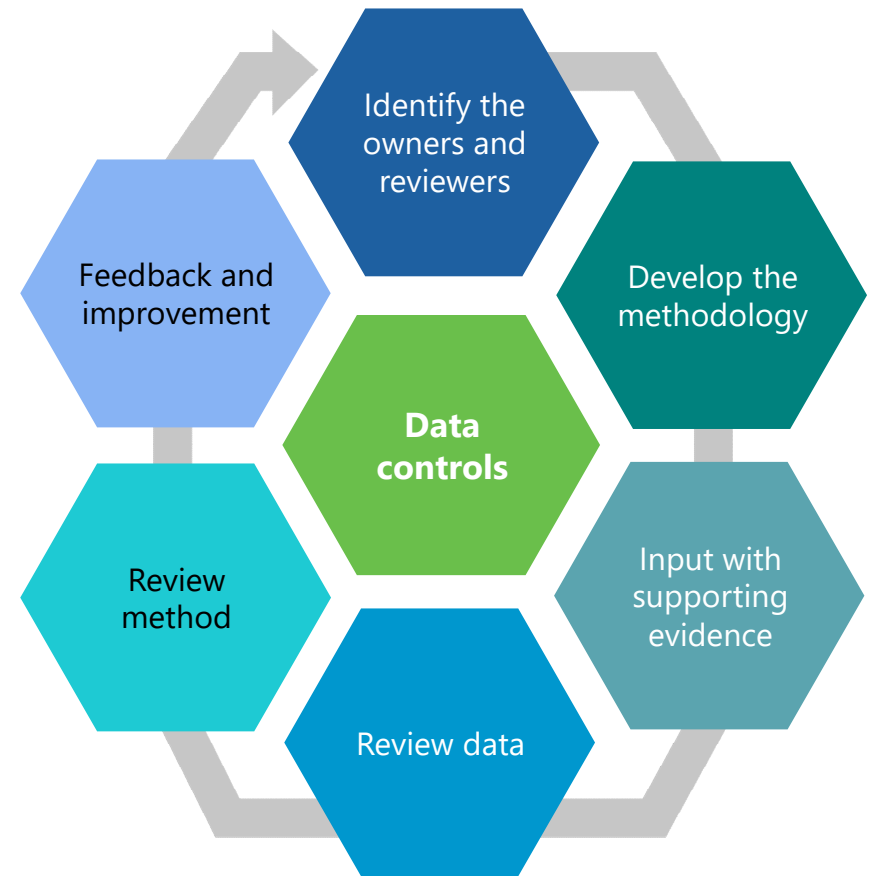 Identify the
owners and
reviewers
Develop the
methodology
Input with
supporting
evidence
Review data
Review
method
Feedback and
improvement
Data
controls